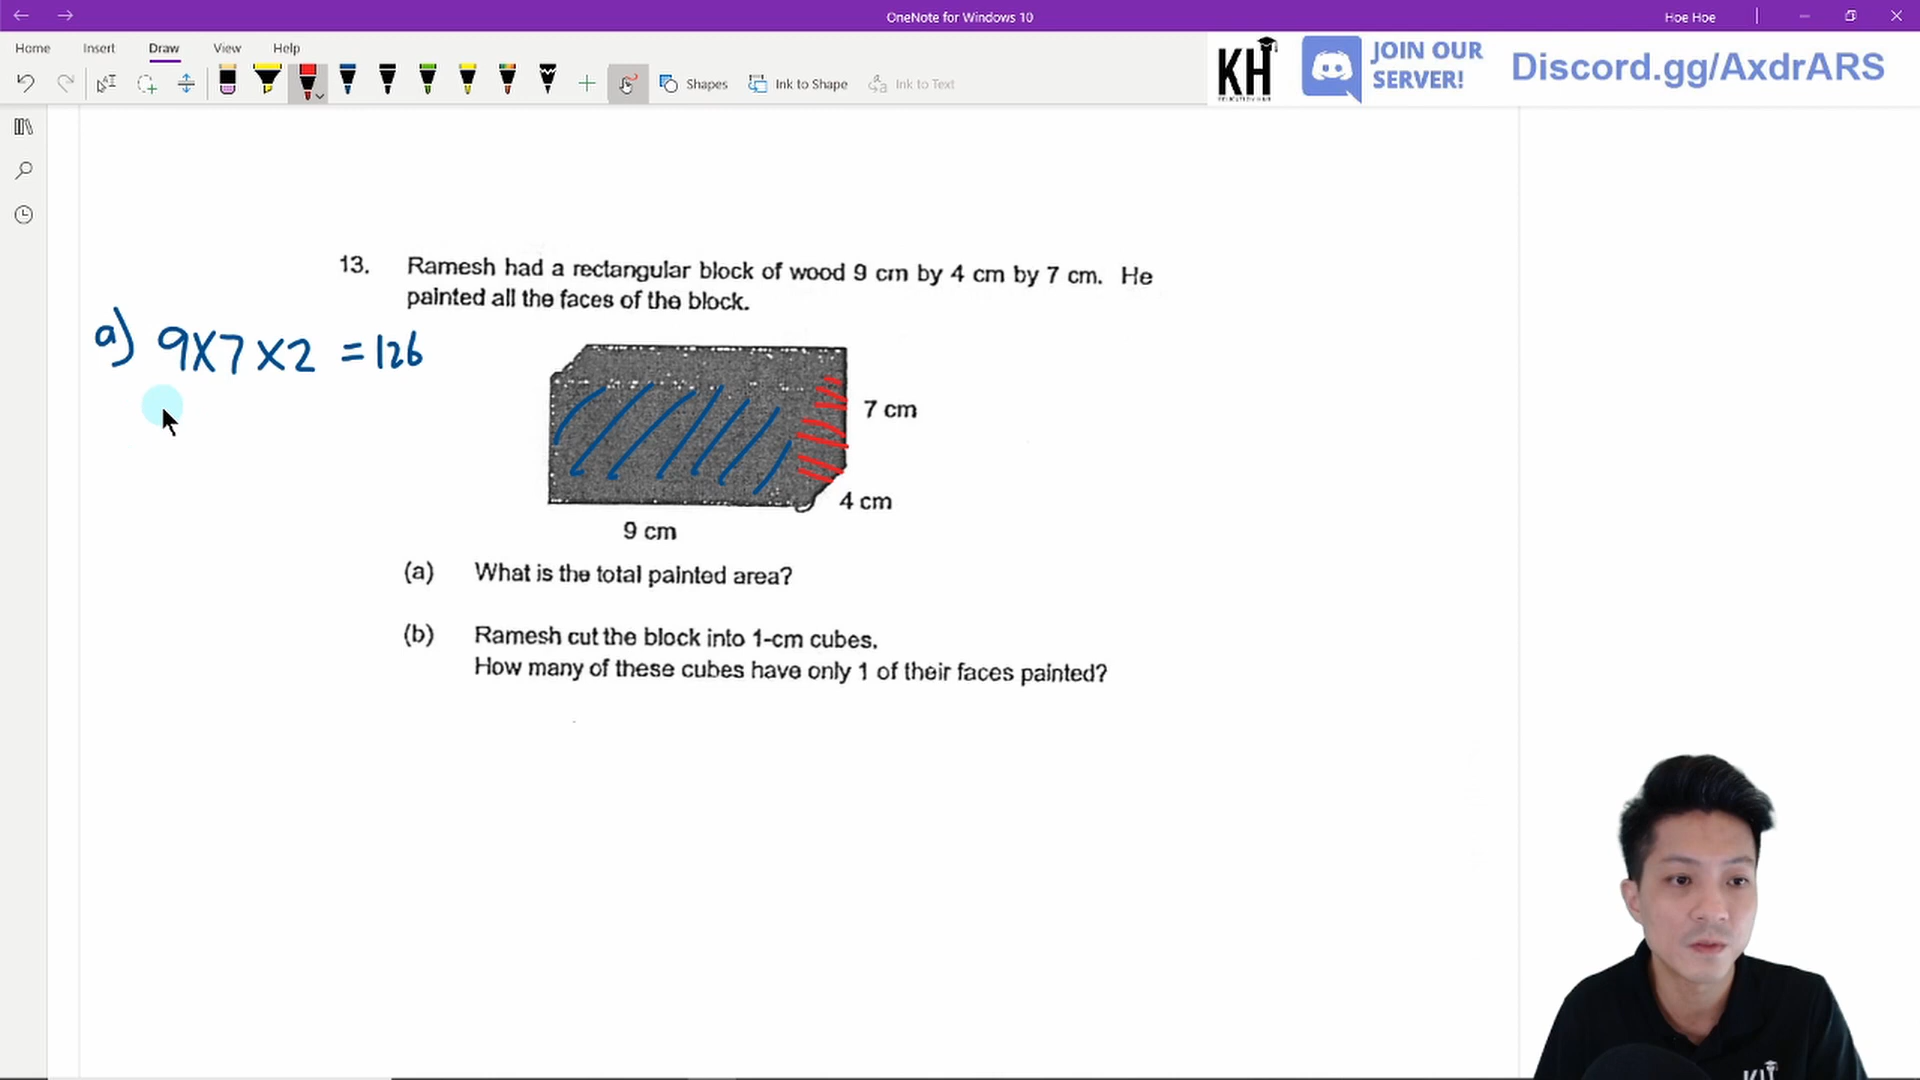 OneNote for Windows 10
Hoe Hoe
Home Insert Draw View Help
Shapes Ink to Shape Ink to Text
KH
JOIN OUR
SERVER!
Discord.gg/AxdrARS
13. Ramesh had a rectangular block of wood 9 cm by 4 cm by 7 cm. He
painted all the faces of the block.
a) 9X7×2 = 126
7 cm
4 cm
9 cm
(a) What is the total painted area?
(b) Ramesh cut the block into 1-cm cubes.
How many of these cubes have only 1 of their faces painted?